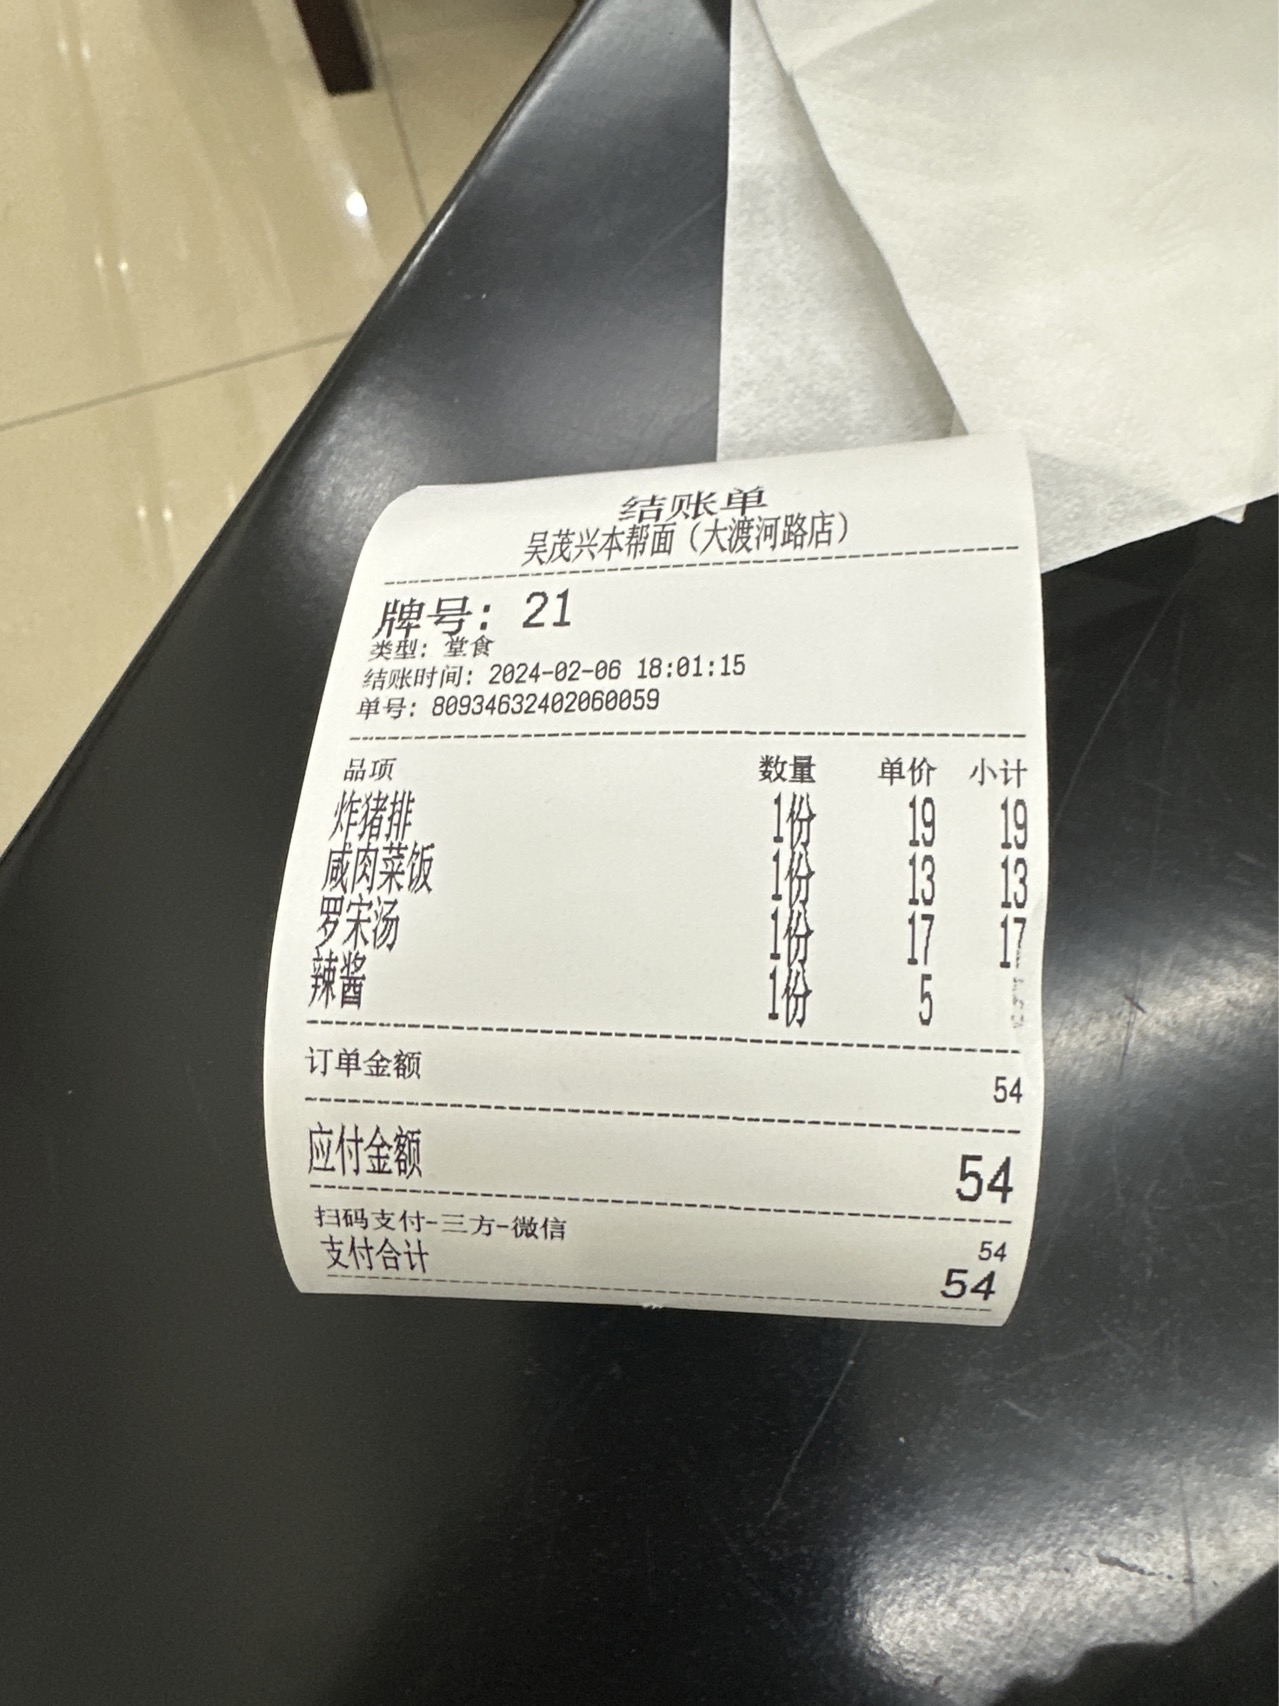 结账单
吴茂兴本帮面（大渡河路店）
牌号: 21
类型: 堂食
结账时间: 2024-02-06 18:01:15
单号: 80934632402060059
品项 数量 单价 小计
炸猪排 1份 19 19
咸肉菜饭 1份 13 13
罗宋汤 1份 17 17
辣酱 1份 5
订单金额 54
应付金额 54
扫码支付-三方-微信 54
支付合计 54